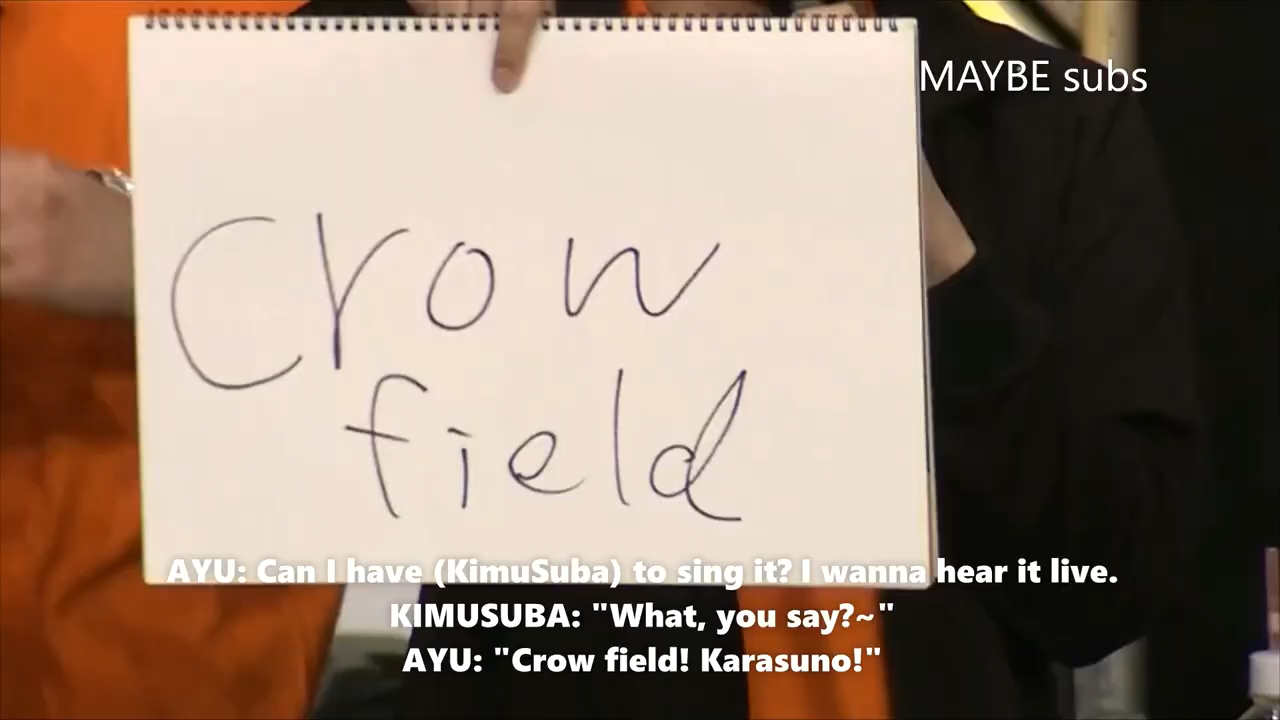 MAYBE subs
Crow
field
AYU: Can I have (KimuSuba) to sing it? I wanna hear it live.
KIMUSUBA: "What, you say?~"
AYU: "Crow field! Karasuno!"